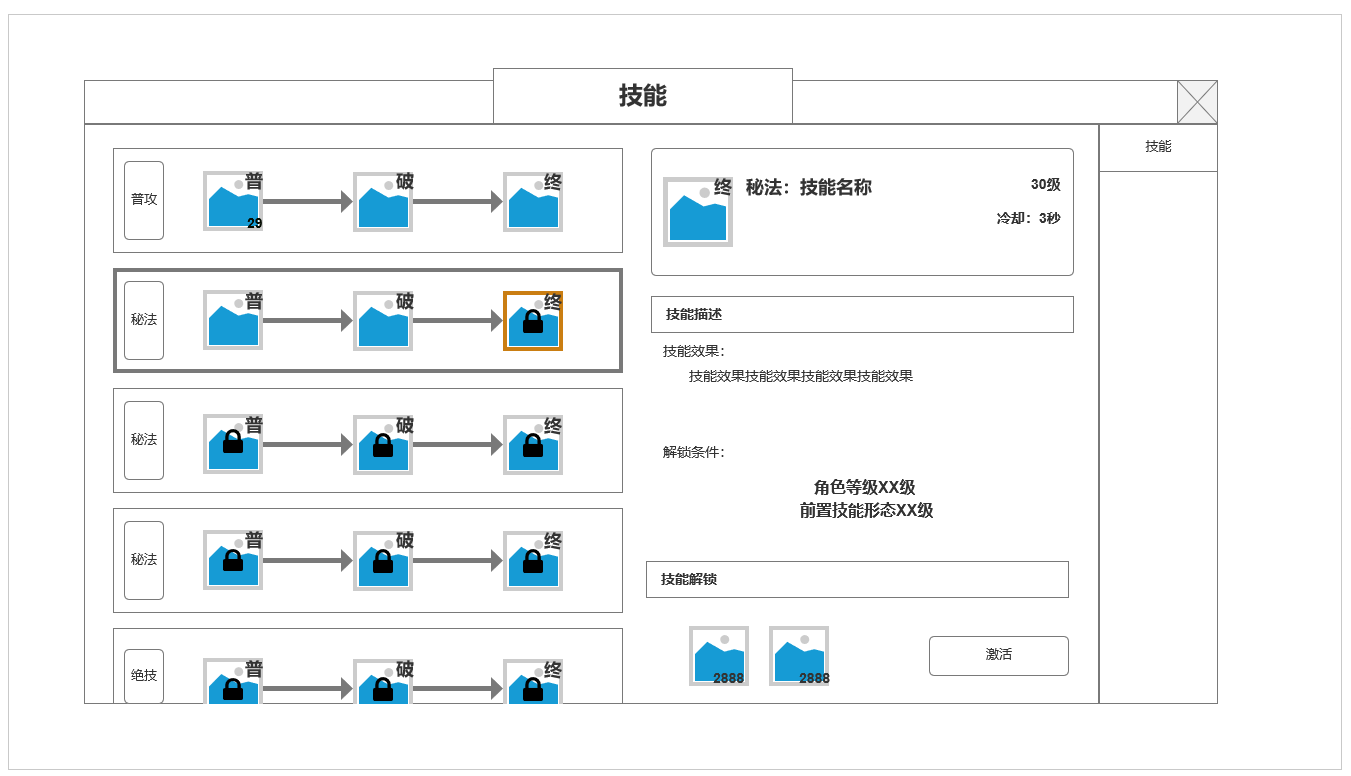 技能
技能
普攻
普
29
破
终
秘法
普
破
终
秘法
普
破
终
秘法
普
破
终
绝技
普
破
终
终
秘法：技能名称
30级
冷却：3秒
技能描述
技能效果：
技能效果技能效果技能效果技能效果
解锁条件：
角色等级XX级
前置技能形态XX级
技能解锁
2888
2888
激活